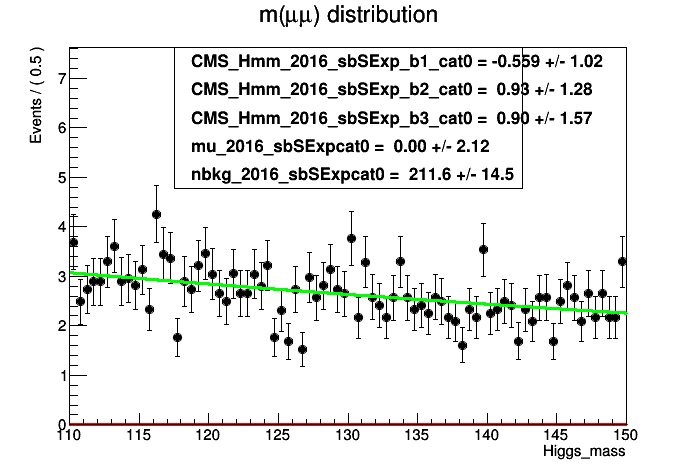 m(μμ) distribution
Events / ( 0.5 )
CMS_Hmm_2016_sbSExp_b1_cat0 = -0.559 +/- 1.02
CMS_Hmm_2016_sbSExp_b2_cat0 = 0.93 +/- 1.28
CMS_Hmm_2016_sbSExp_b3_cat0 = 0.90 +/- 1.57
mu_2016_sbSExpcat0 = 0.00 +/- 2.12
nbkg_2016_sbSExpcat0 = 211.6 +/- 14.5
7
6
5
4
3
2
1
0
110 115 120 125 130 135 140 145 150
Higgs_mass